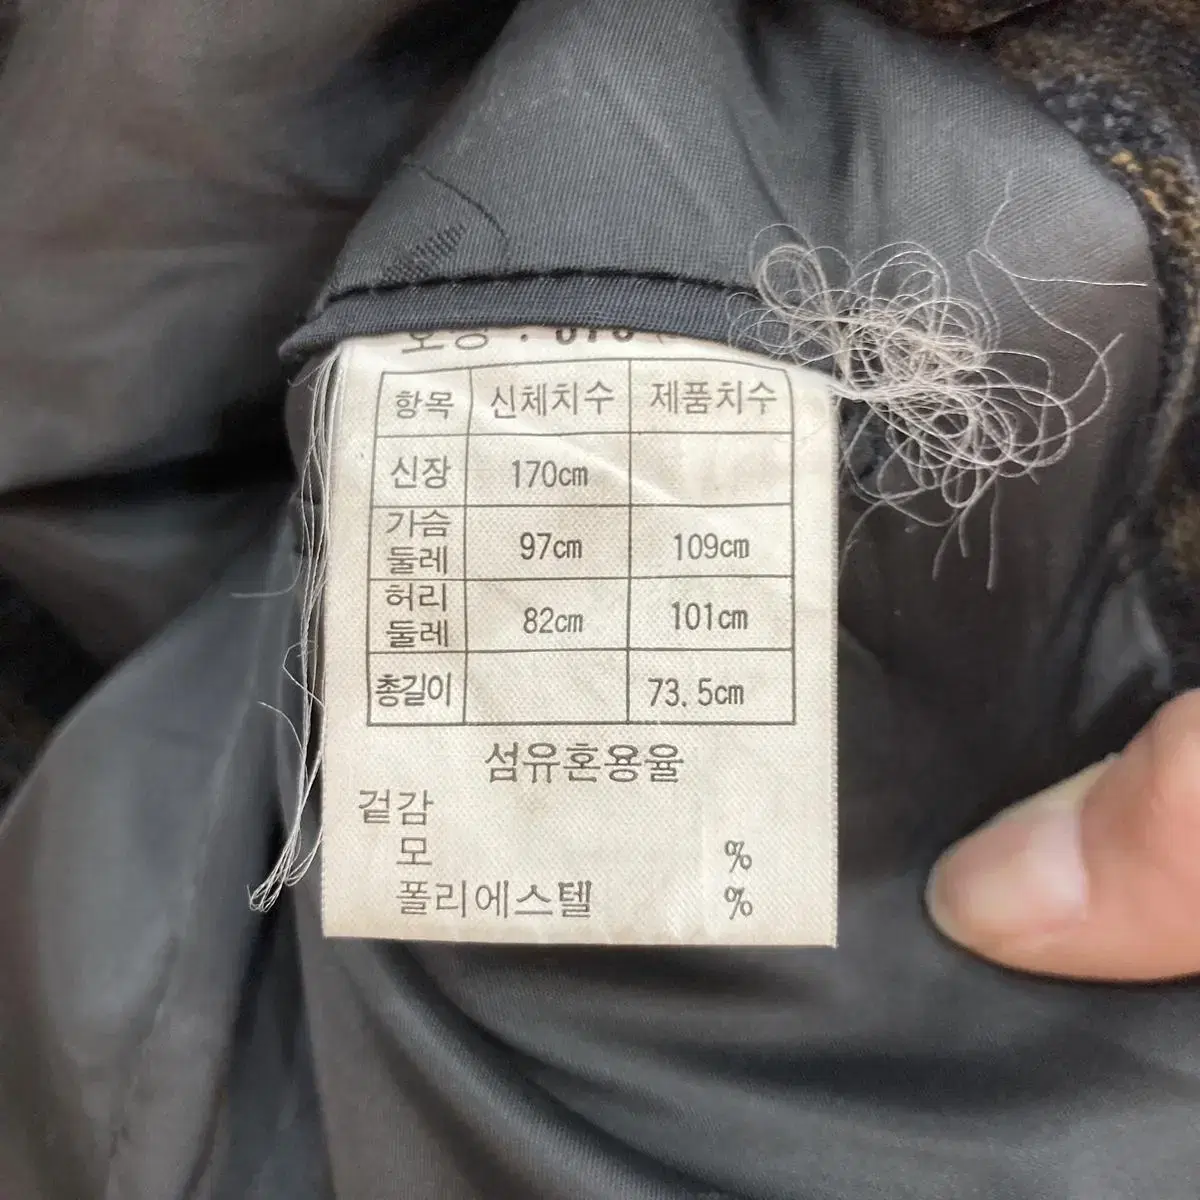 항목 신체치수 제품치수
신장 170cm
가슴둘레 97cm 109cm
허리둘레 82cm 101cm
총길이 73.5cm
섬유혼용율
겉감
모 %
폴리에스텔 %